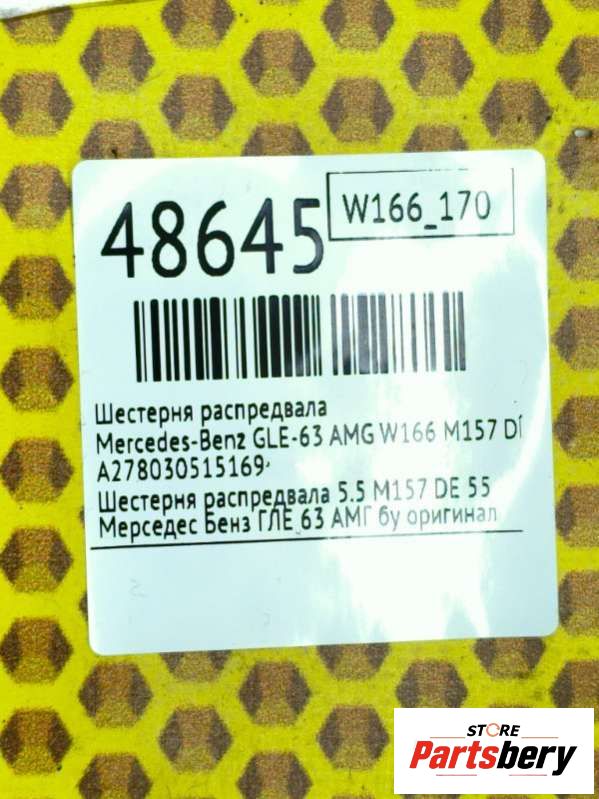 48645
W166_170
Шестерня распредвала
Mercedes-Benz GLE-63 AMG W166 M157 DE
A278030515169
Шестерня распредвала 5.5 M157 DE 55
Мерседес Бенз ГЛЕ 63 АМГ бу оригинал
STORE
Partsbery